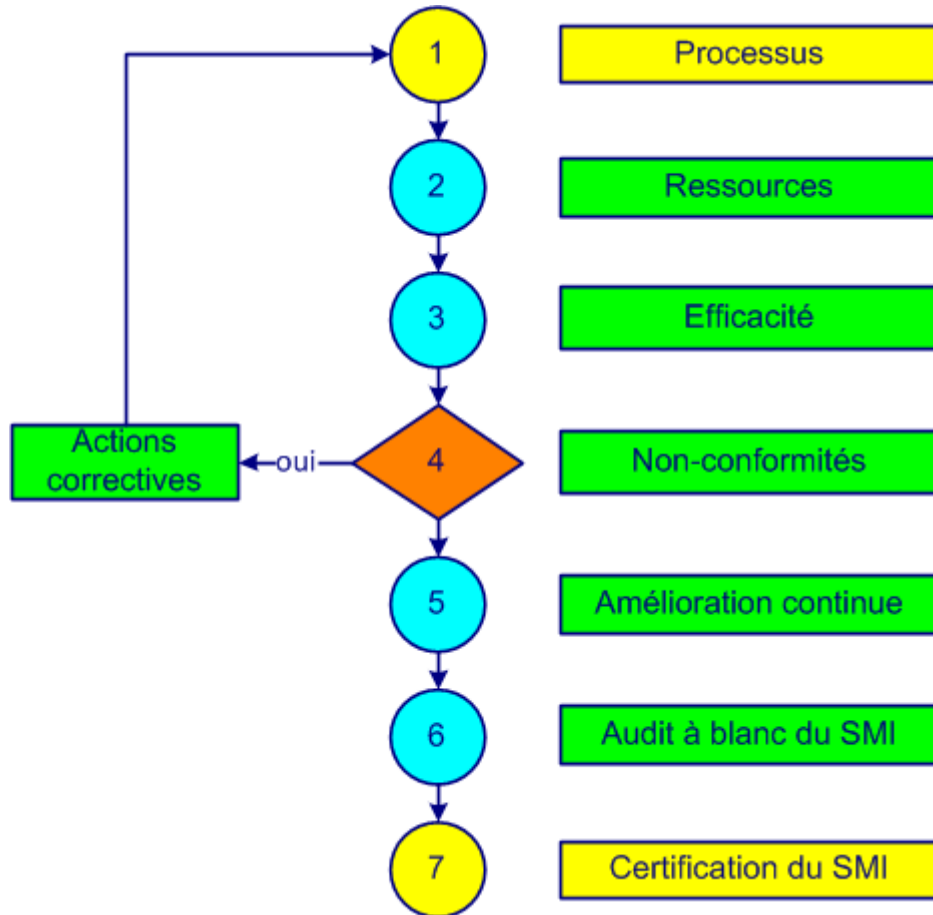 1
Processus
2
Ressources
3
Efficacité
Actions
correctives
oui
4
Non-conformités
5
Amélioration continue
6
Audit à blanc du SMI
7
Certification du SMI